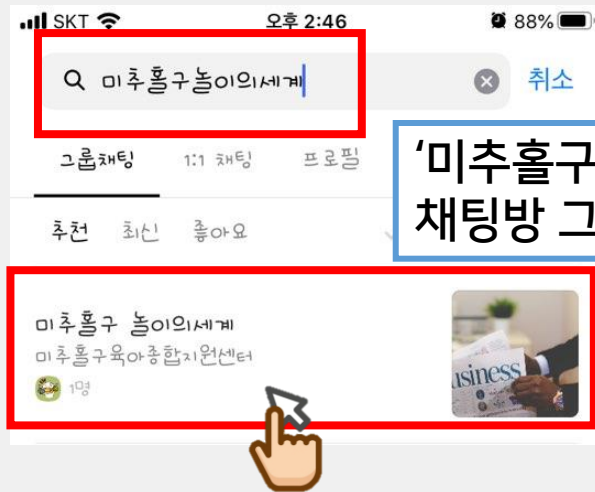 SKT 오후 2:46 88%
미추홀구놀이의세계 취소
그룹채팅 1:1 채팅 프로필
‘미추홀구
채팅방 그
추천 최신 좋아요
미추홀구 놀이의세계
미추홀구육아종합지원센터
1명
usiness